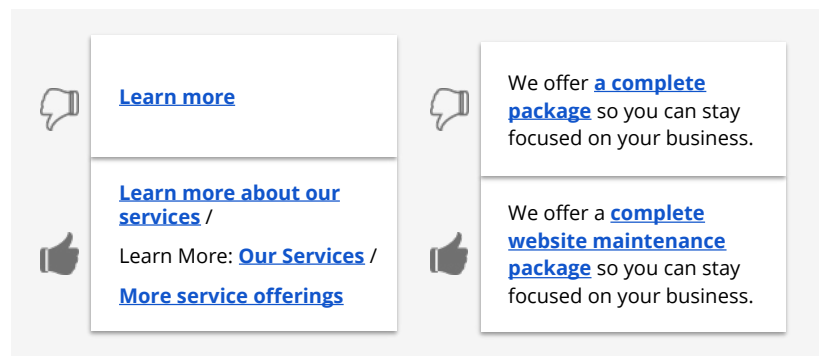 Learn more
Learn more about our
services /
Learn More: Our Services /
More service offerings
We offer a complete
package so you can stay
focused on your business.
We offer a complete
website maintenance
package so you can stay
focused on your business.